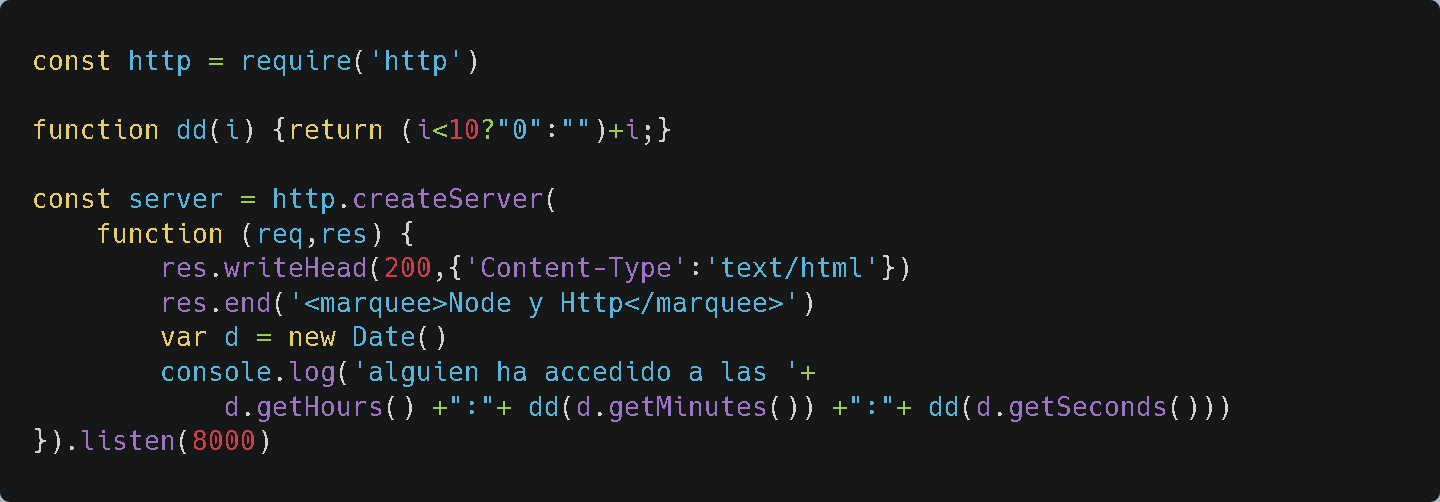 const http = require('http')
function dd(i) {return (i<10?"0":"")+i;}
const server = http.createServer(
    function (req,res) {
        res.writeHead(200,{'Content-Type':'text/html'})
        res.end('<marquee>Node y Http</marquee>')
        var d = new Date()
        console.log('alguien ha accedido a las '+
            d.getHours() +":"+ dd(d.getMinutes()) +":"+ dd(d.getSeconds()))
}).listen(8000)